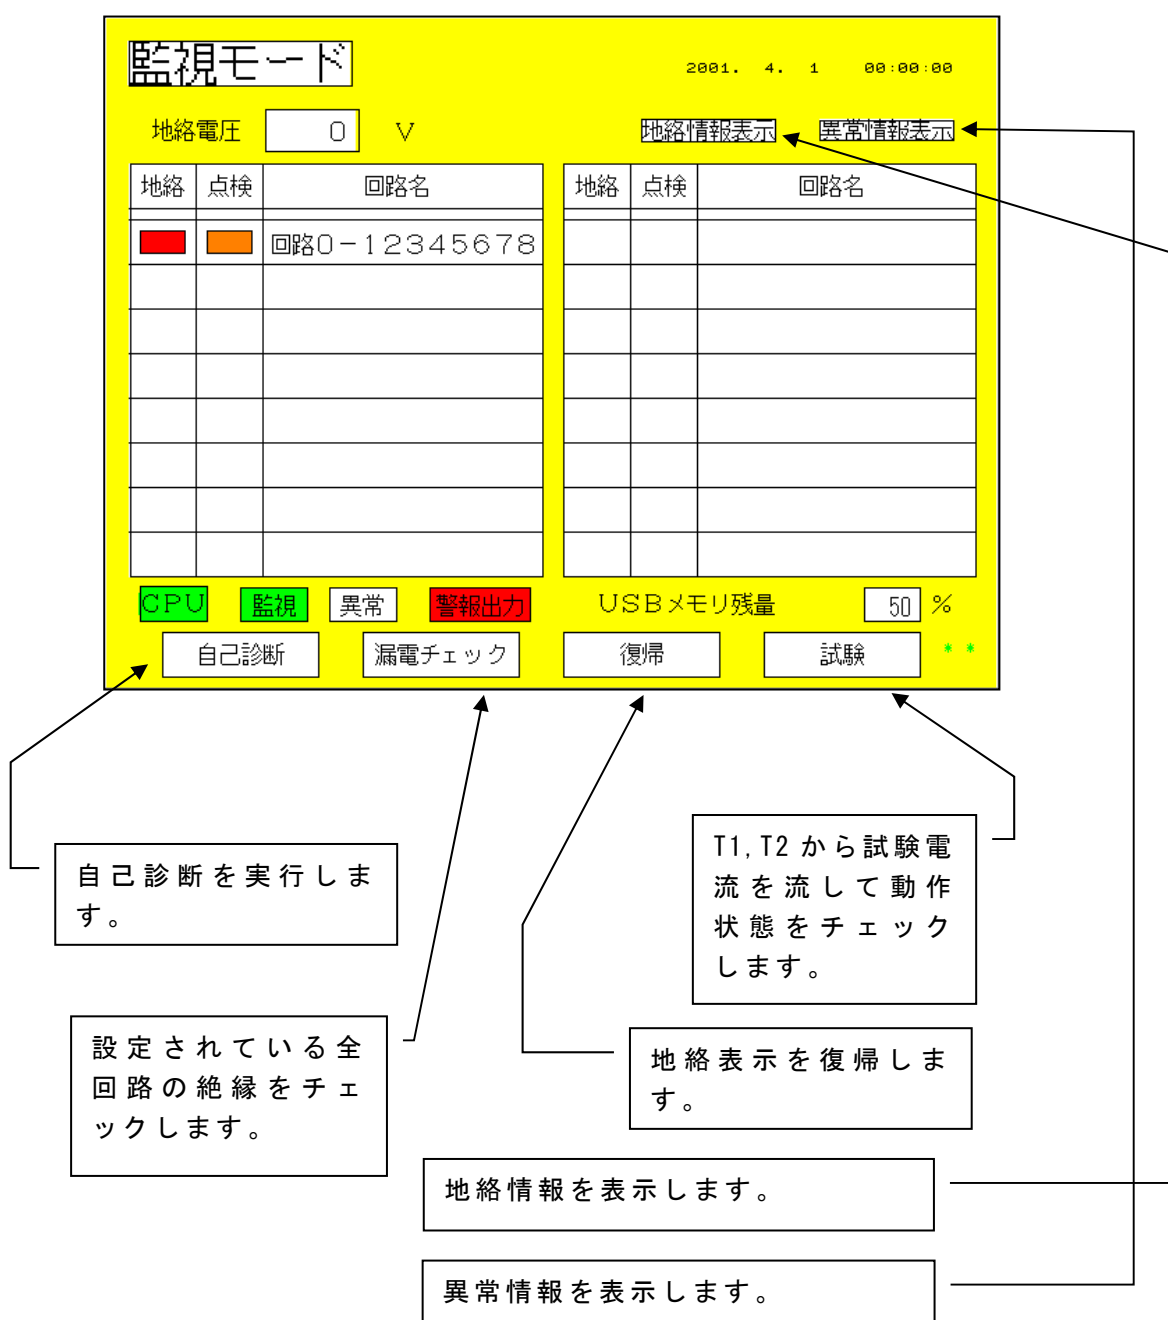 監視モード
2001. 4. 1 00:00:00
地絡電圧 0 V 地絡情報表示 異常情報表示
地絡 点検 回路名 地絡 点検 回路名
回路0-12345678
CPU 監視 異常 警報出力 USBメモリ残量 50 %
自己診断 漏電チェック 復帰 試験 * *
T1,T2から試験電
流を流して動作
状態をチェック
します。
自己診断を実行しま
す。
設定されている全
回路の絶縁をチェ
ックします。
地絡表示を復帰しま
す。
地絡情報を表示します。
異常情報を表示します。